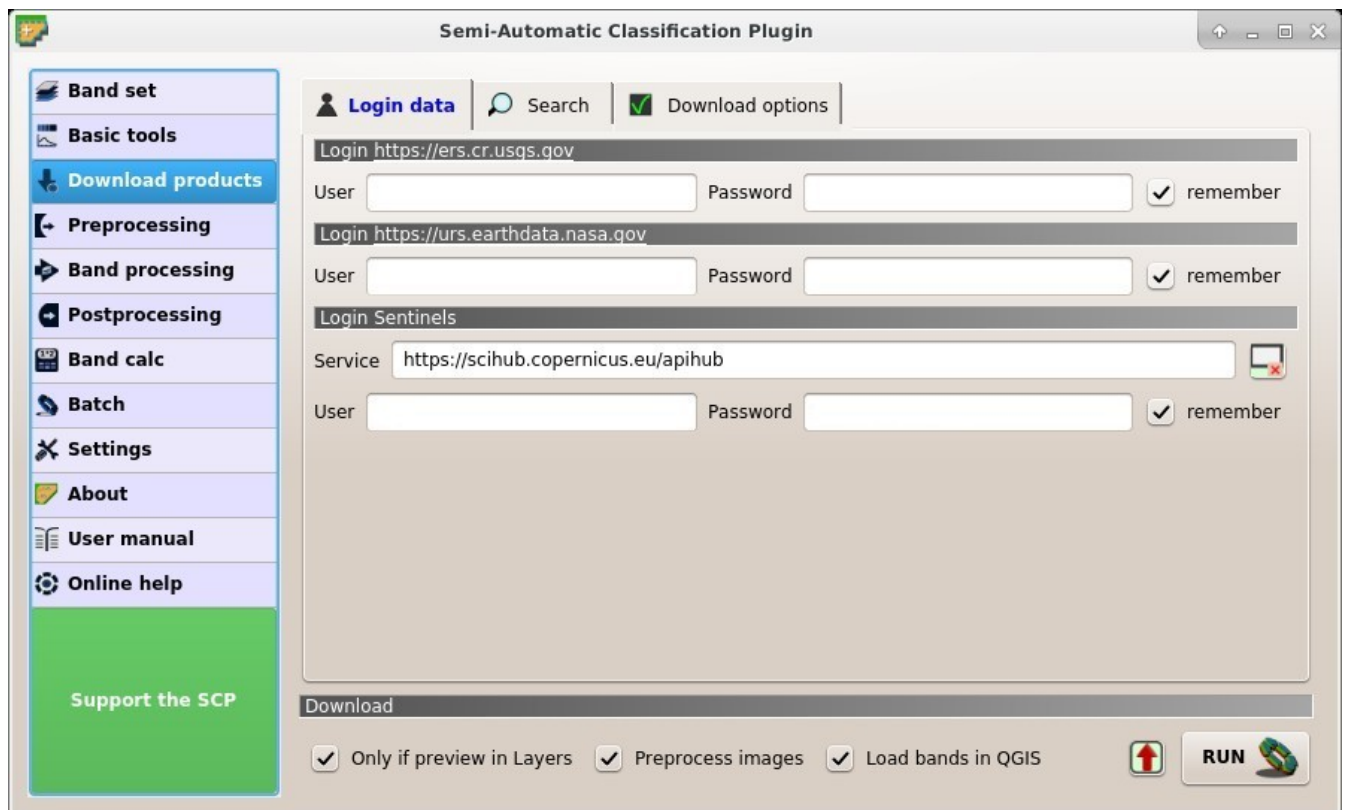 Semi-Automatic Classification Plugin
Band set
Basic tools
Download products
Preprocessing
Band processing
Postprocessing
Band calc
Batch
Settings
About
User manual
Online help
Support the SCP
Login data Search Download options
Login https://ers.cr.usgs.gov
User Password remember
Login https://urs.earthdata.nasa.gov
User Password remember
Login Sentinels
Service https://scihub.copernicus.eu/apihub
User Password remember
Download
Only if preview in Layers Preprocess images Load bands in QGIS RUN